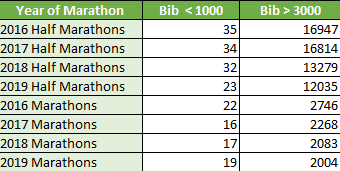 Year of Marathon Bib < 1000 Bib > 3000
2016 Half Marathons 35 16947
2017 Half Marathons 34 16814
2018 Half Marathons 32 13279
2019 Half Marathons 23 12035
2016 Marathons 22 2746
2017 Marathons 16 2268
2018 Marathons 17 2083
2019 Marathons 19 2004